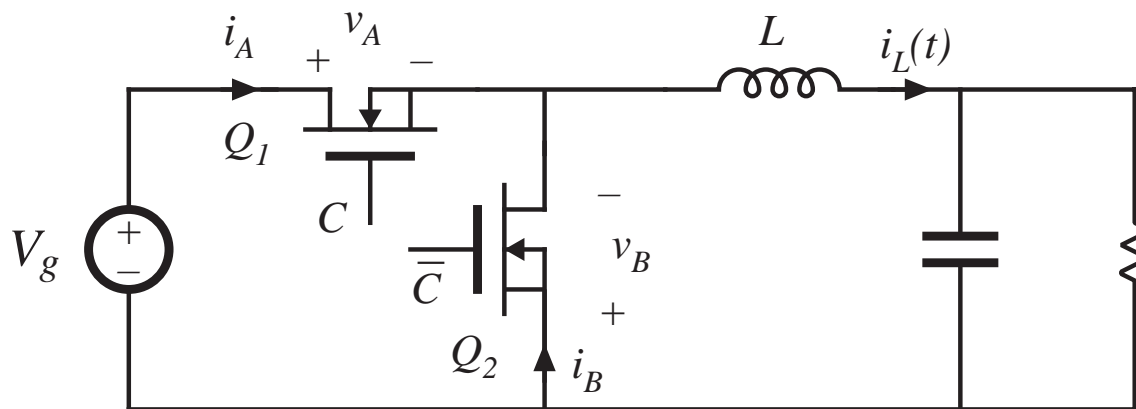 i_A
+ v_A −
L
i_L(t)
Q_1
C
V_g
+
−
C̅
−
v_B
+
Q_2
i_B